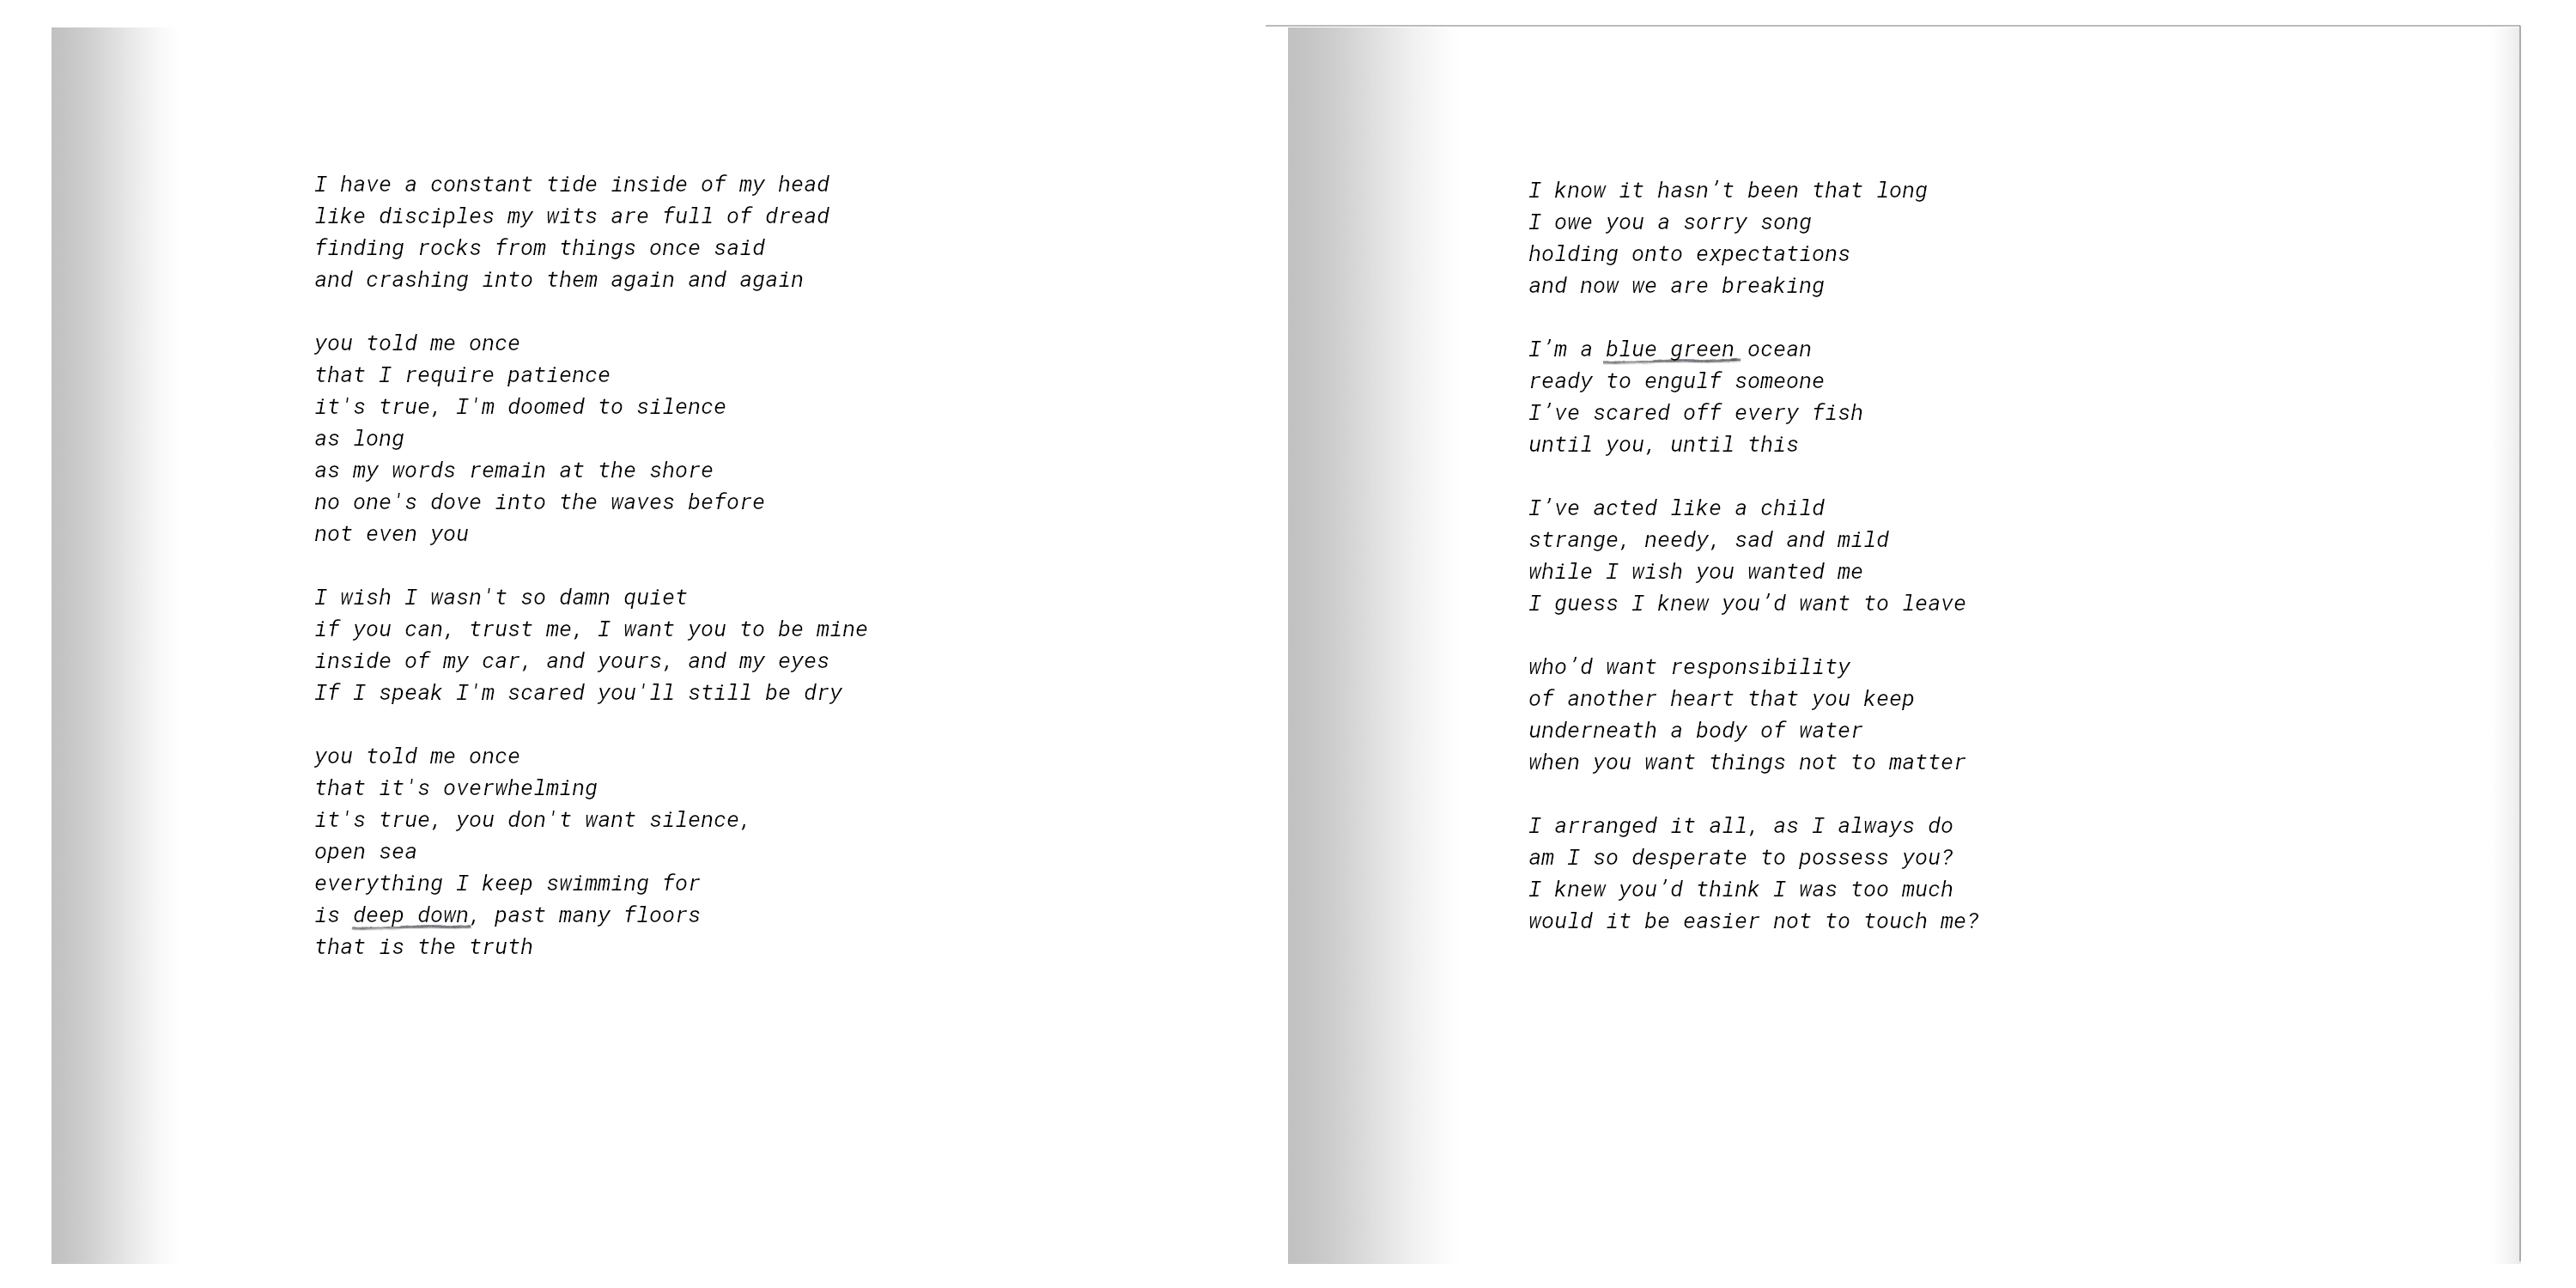 I have a constant tide inside of my head
like disciples my wits are full of dread
finding rocks from things once said
and crashing into them again and again
you told me once
that I require patience
it's true, I'm doomed to silence
as long
as my words remain at the shore
no one's dove into the waves before
not even you
I wish I wasn't so damn quiet
if you can, trust me, I want you to be mine
inside of my car, and yours, and my eyes
If I speak I'm scared you'll still be dry
you told me once
that it's overwhelming
it's true, you don't want silence,
open sea
everything I keep swimming for
is deep down, past many floors
that is the truth
I know it hasn’t been that long
I owe you a sorry song
holding onto expectations
and now we are breaking
I’m a blue green ocean
ready to engulf someone
I’ve scared off every fish
until you, until this
I’ve acted like a child
strange, needy, sad and mild
while I wish you wanted me
I guess I knew you’d want to leave
who’d want responsibility
of another heart that you keep
underneath a body of water
when you want things not to matter
I arranged it all, as I always do
am I so desperate to possess you?
I knew you’d think I was too much
would it be easier not to touch me?